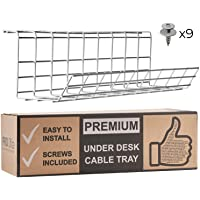 x9
EASY TO
INSTALL
SCREWS
INCLUDED
PREMIUM
UNDER DESK
CABLE TRAY